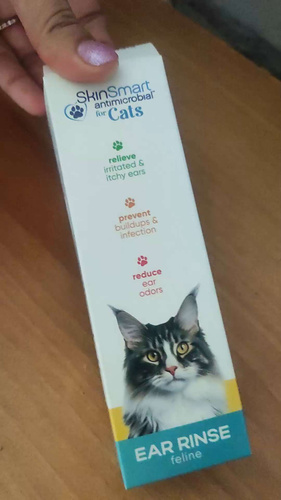 SkinSmart
antimicrobial
for Cats
relieve
irritated &
itchy ears
prevent
buildups &
infection
reduce
ear
odors
EAR RINSE
feline